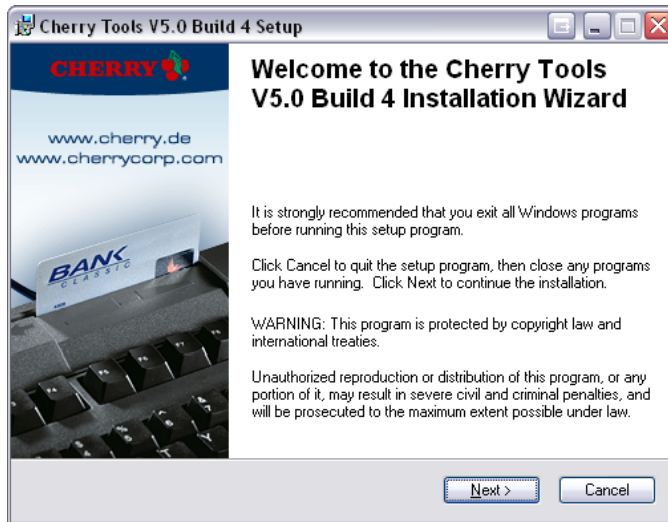 Cherry Tools V5.0 Build 4 Setup
CHERRY
www.cherry.de
www.cherrycorp.com
BANK
CLASSIC
Welcome to the Cherry Tools
V5.0 Build 4 Installation Wizard
It is strongly recommended that you exit all Windows programs
before running this setup program.
Click Cancel to quit the setup program, then close any programs
you have running. Click Next to continue the installation.
WARNING: This program is protected by copyright law and
international treaties.
Unauthorized reproduction or distribution of this program, or any
portion of it, may result in severe civil and criminal penalties, and
will be prosecuted to the maximum extent possible under law.
Next >
Cancel